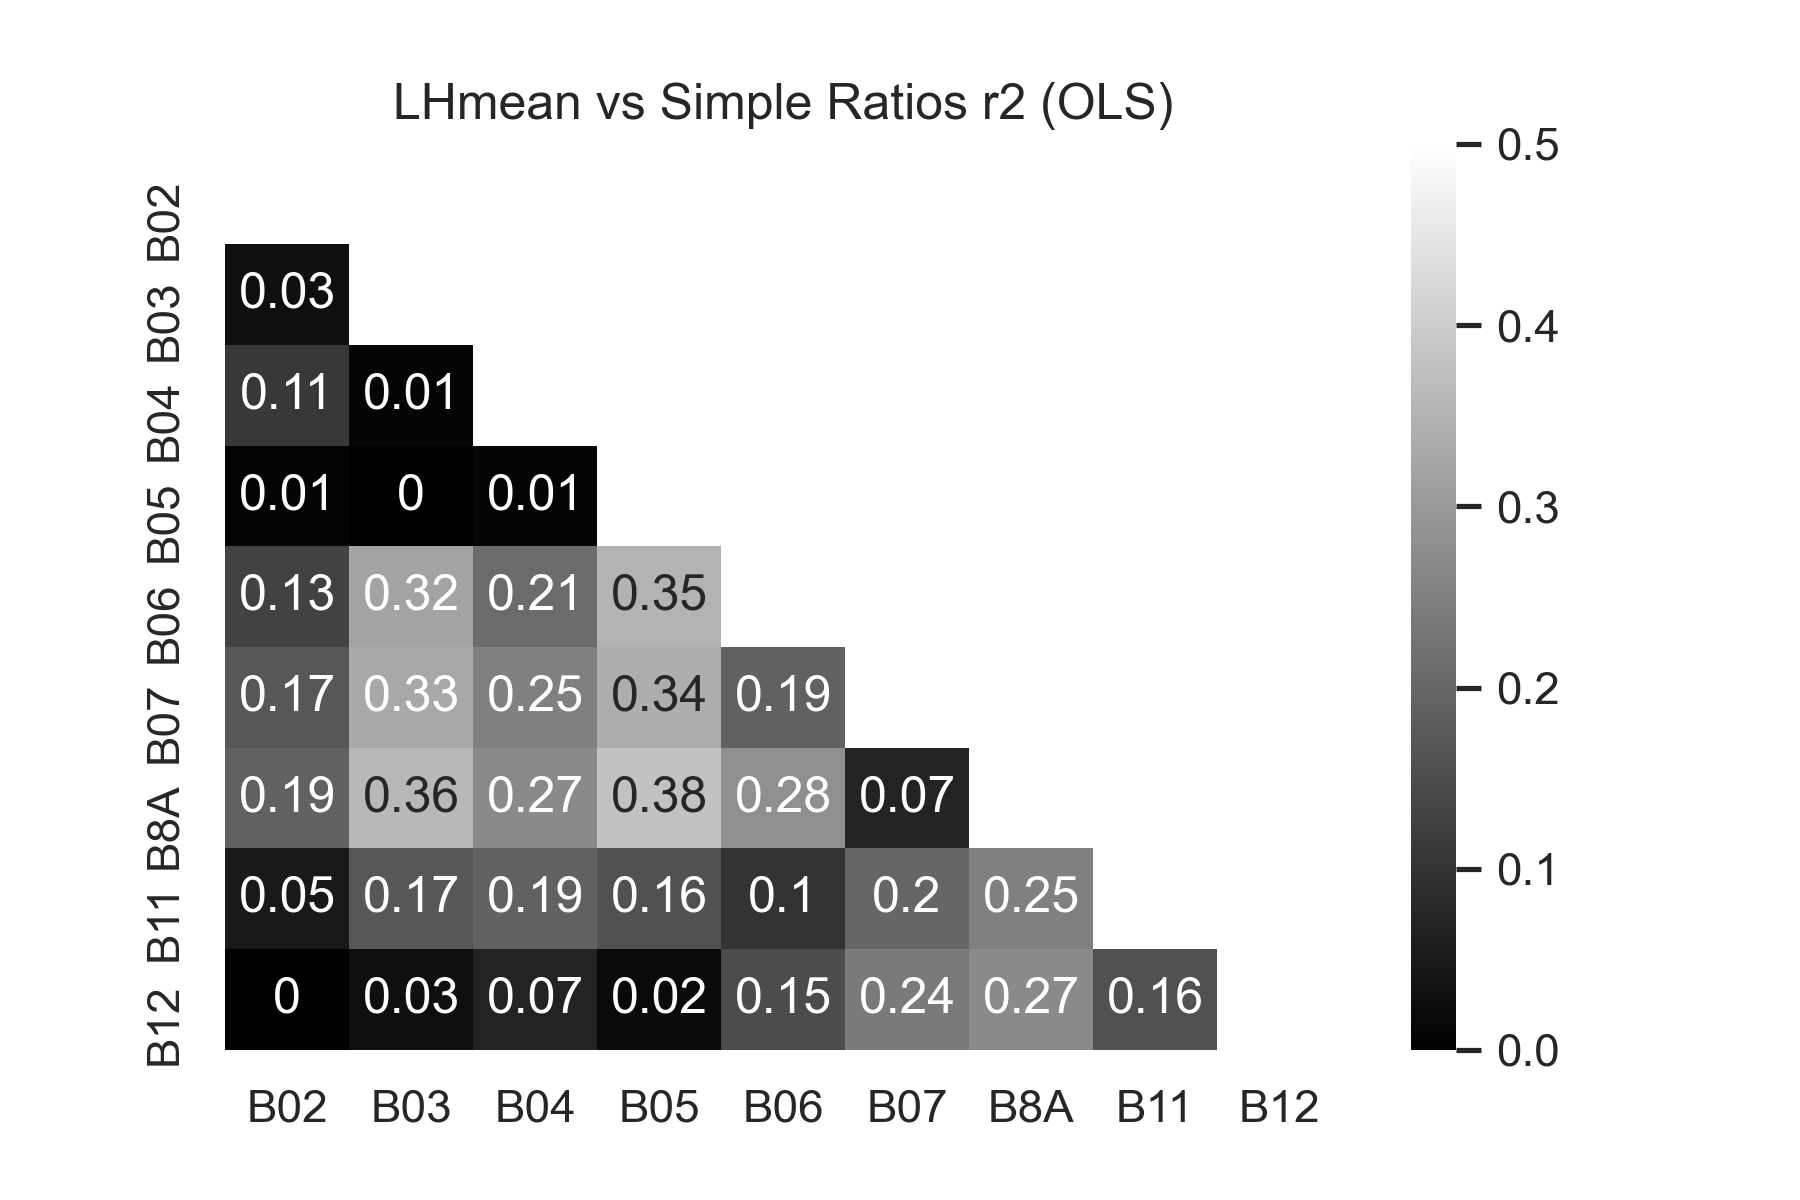 LHmean vs Simple Ratios r2 (OLS)
B02
B03 0.03
B04 0.11 0.01
B05 0.01 0 0.01
B06 0.13 0.32 0.21 0.35
B07 0.17 0.33 0.25 0.34 0.19
B8A 0.19 0.36 0.27 0.38 0.28 0.07
B11 0.05 0.17 0.19 0.16 0.1 0.2 0.25
B12 0 0.03 0.07 0.02 0.15 0.24 0.27 0.16
B02 B03 B04 B05 B06 B07 B8A B11 B12
0.5
0.4
0.3
0.2
0.1
0.0